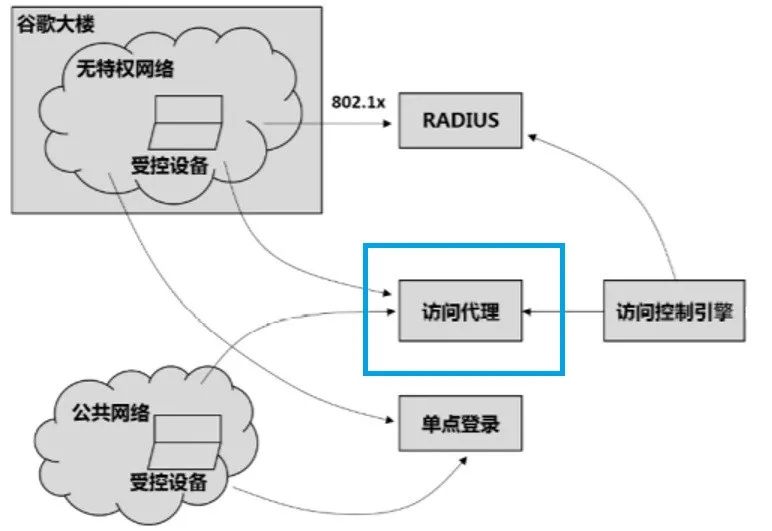 谷歌大楼
无特权网络
受控设备
802.1x
RADIUS
访问代理
访问控制引擎
公共网络
受控设备
单点登录